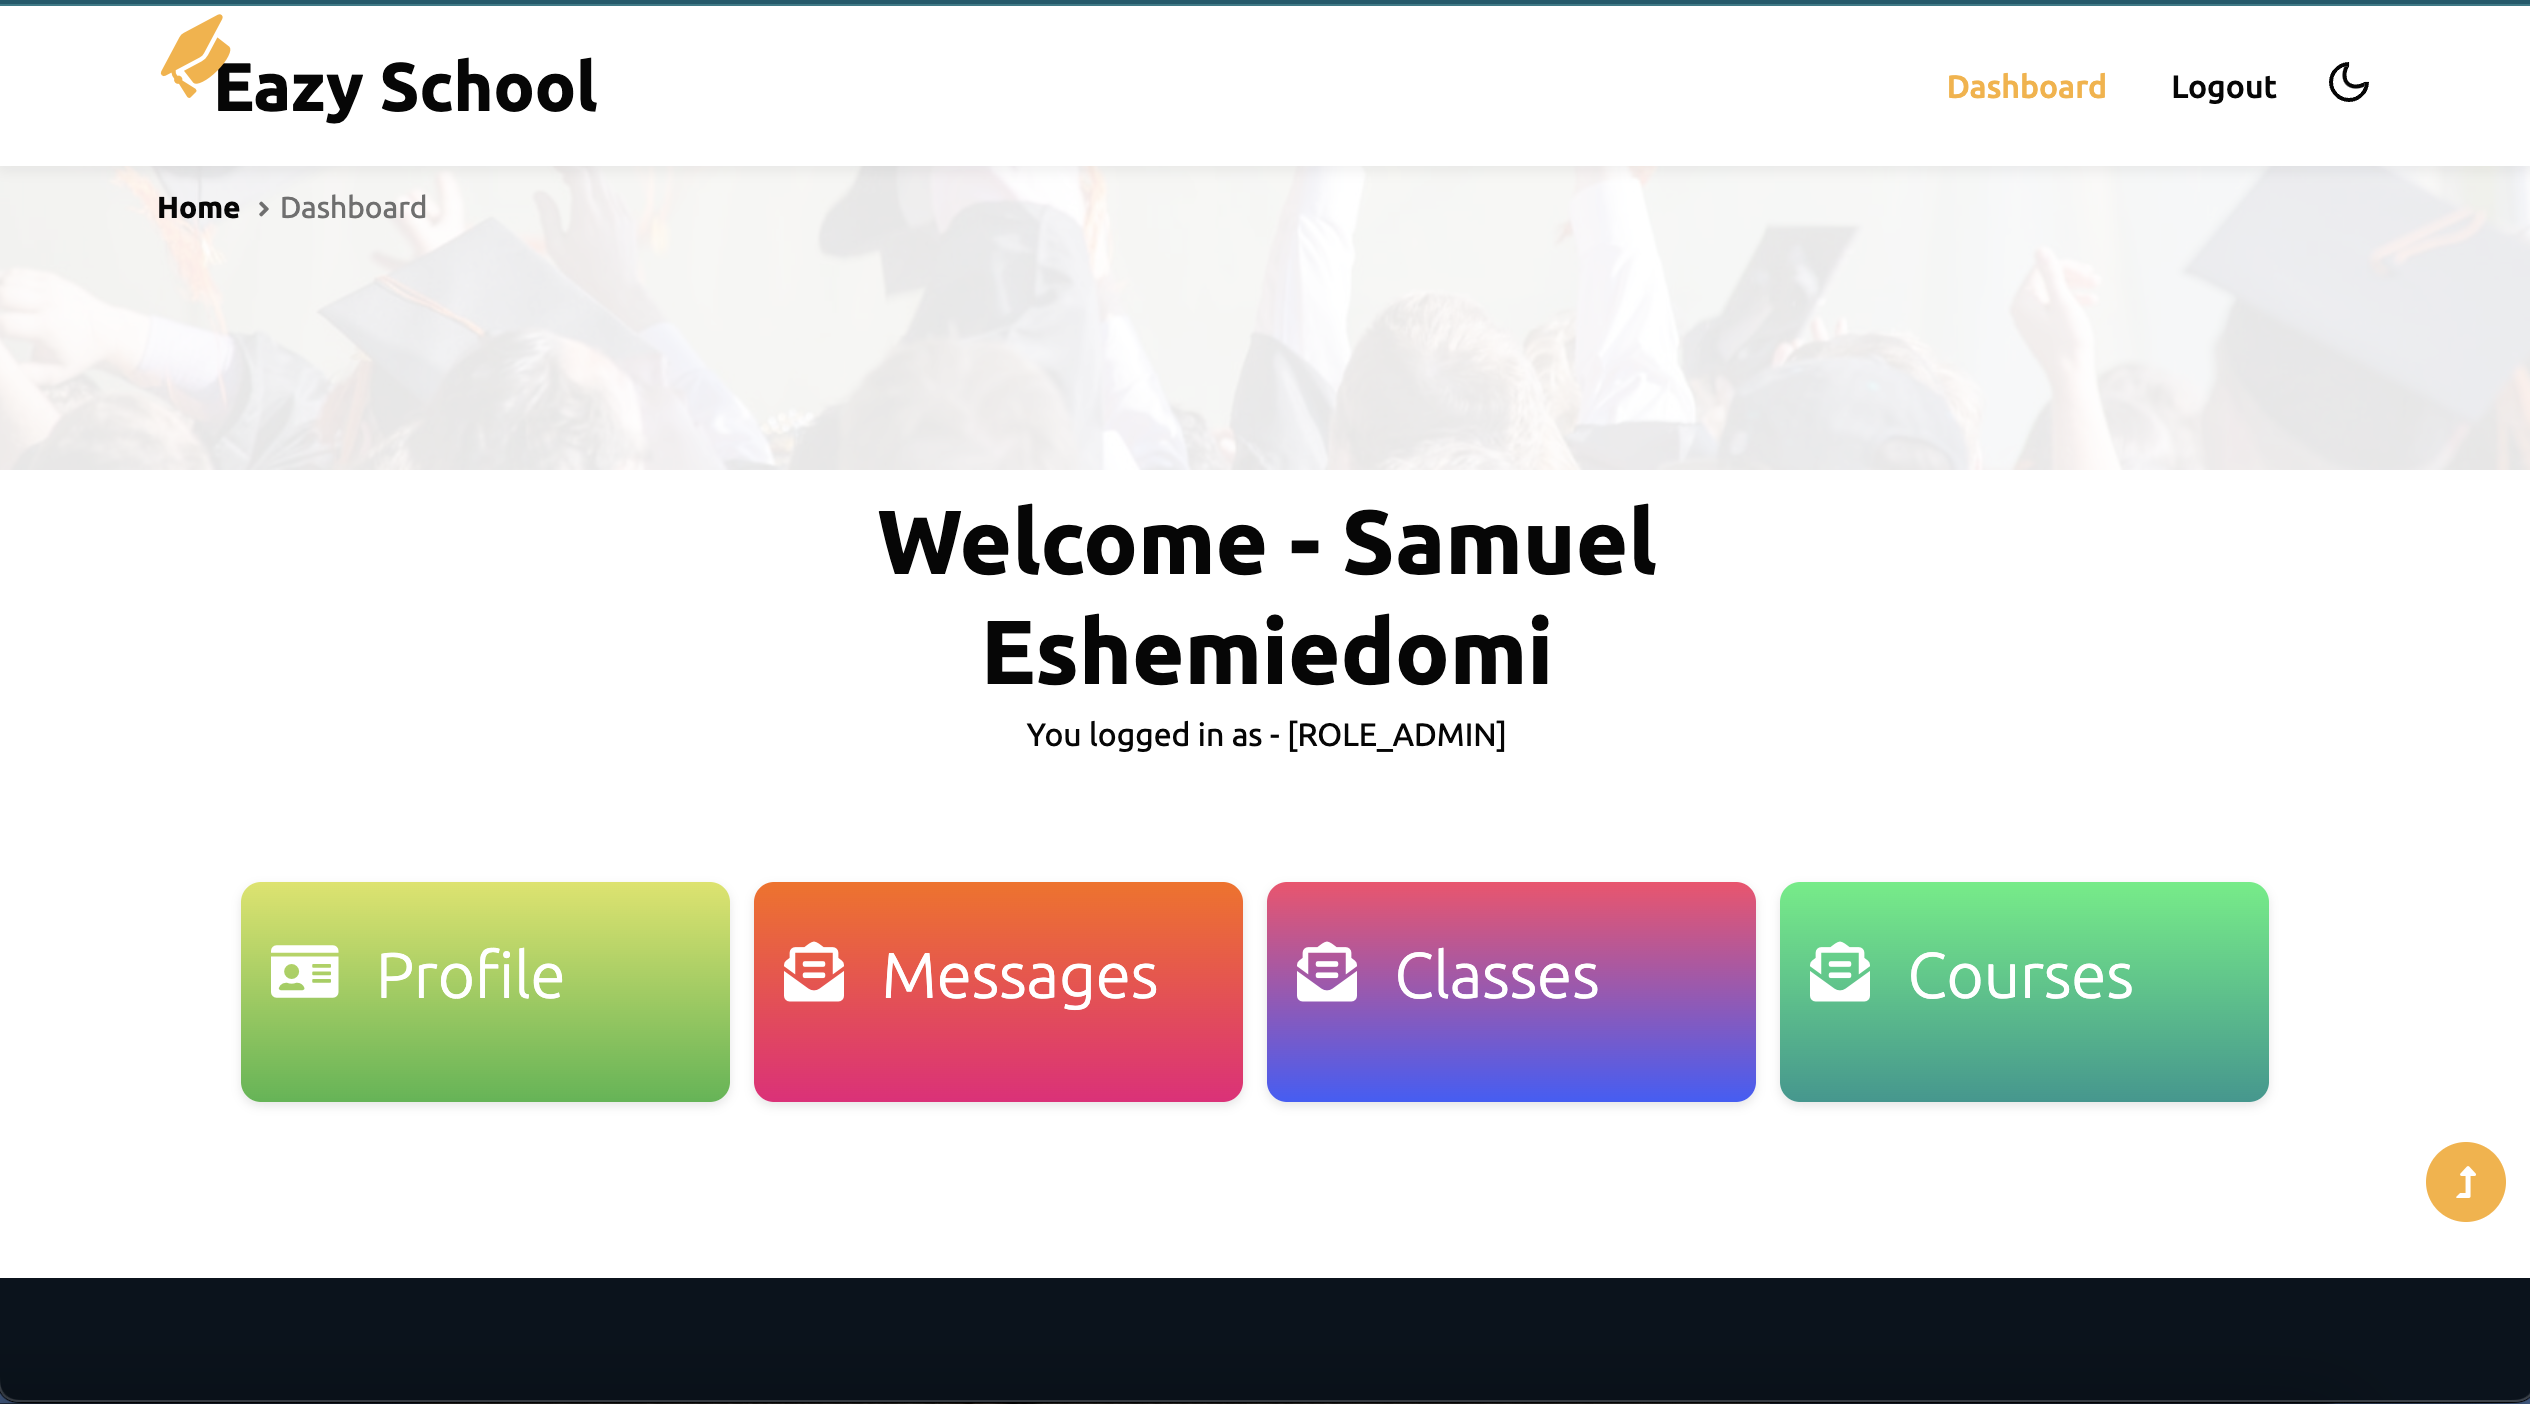 Eazy School
Dashboard Logout
Home > Dashboard
Welcome - Samuel
Eshemiedomi
You logged in as - [ROLE_ADMIN]
Profile
Messages
Classes
Courses